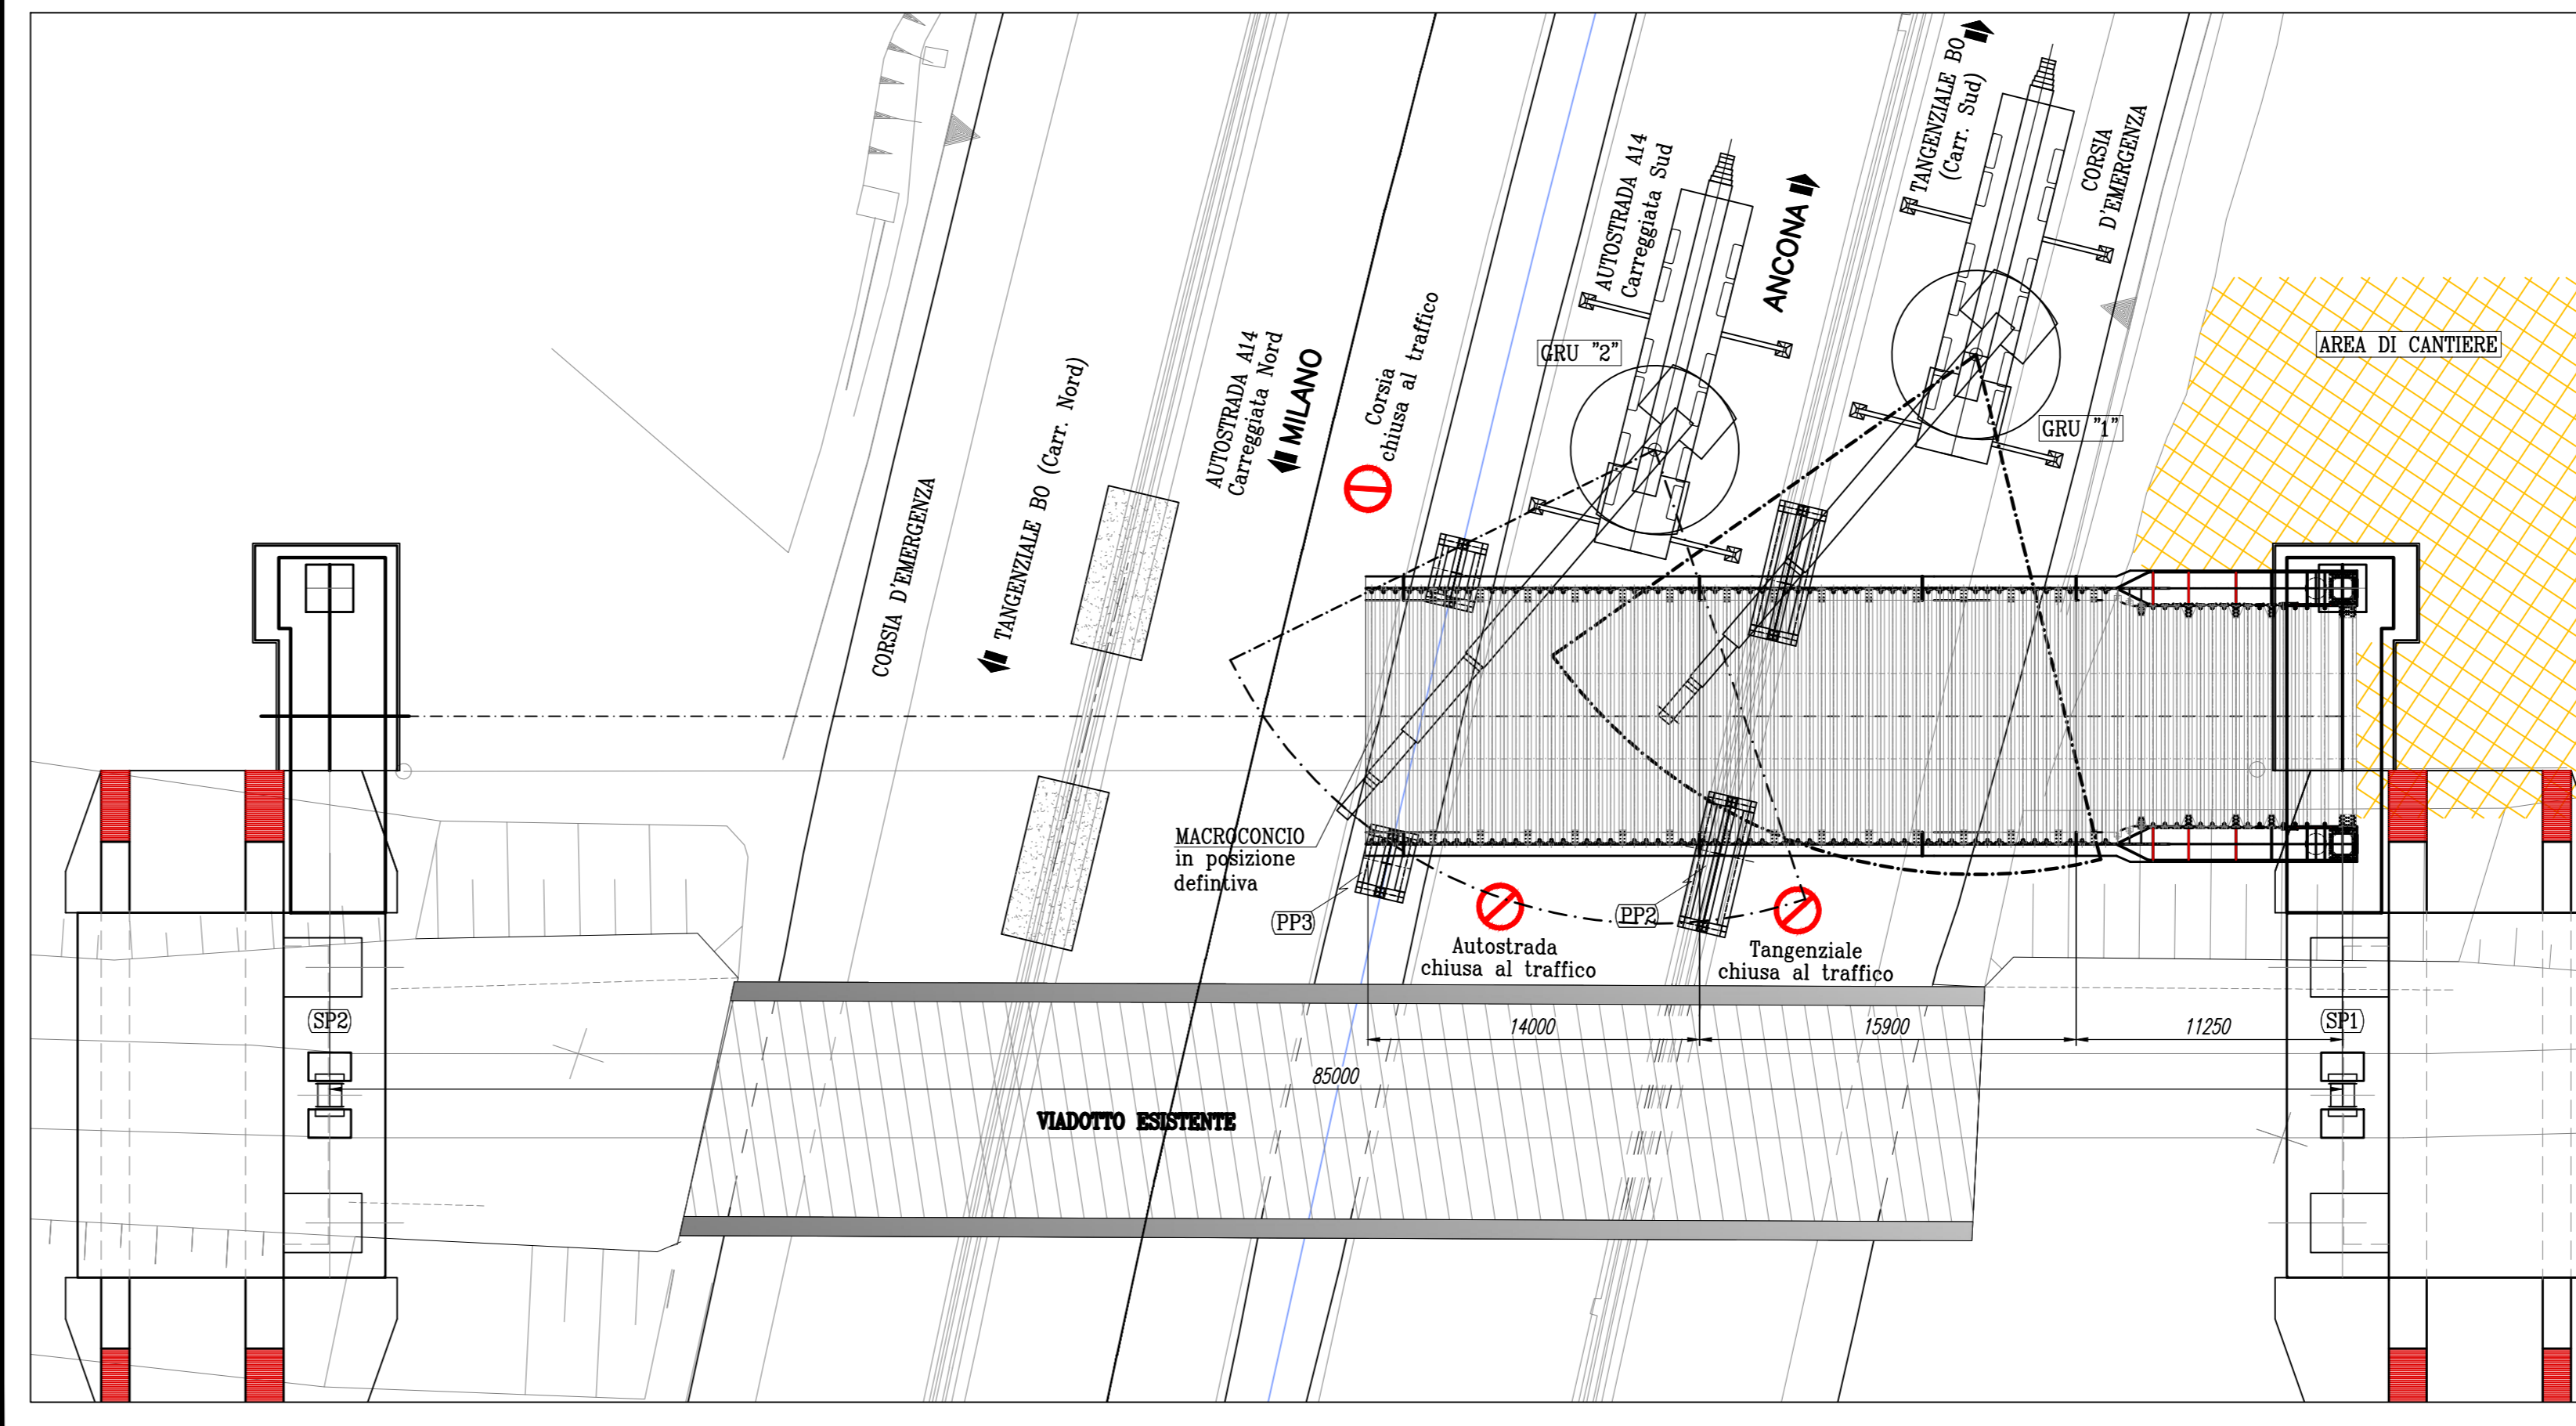 TANGENZIALE BO
(Carr. Sud)
CORSIA
D'EMERGENZA
AUTOSTRADA A14
Carreggiata Sud
ANCONA
GRU "2"
GRU "1"
AREA DI CANTIERE
Corsia
chiusa al traffico
AUTOSTRADA A14
Carreggiata Nord
MILANO
TANGENZIALE BO (Carr. Nord)
CORSIA D'EMERGENZA
MACROCONCIO
in posizione
defintiva
(PP3)
(PP2)
Autostrada
chiusa al traffico
Tangenziale
chiusa al traffico
(SP2)
(SP1)
14000
15900
11250
85000
VIADOTTO ESISTENTE